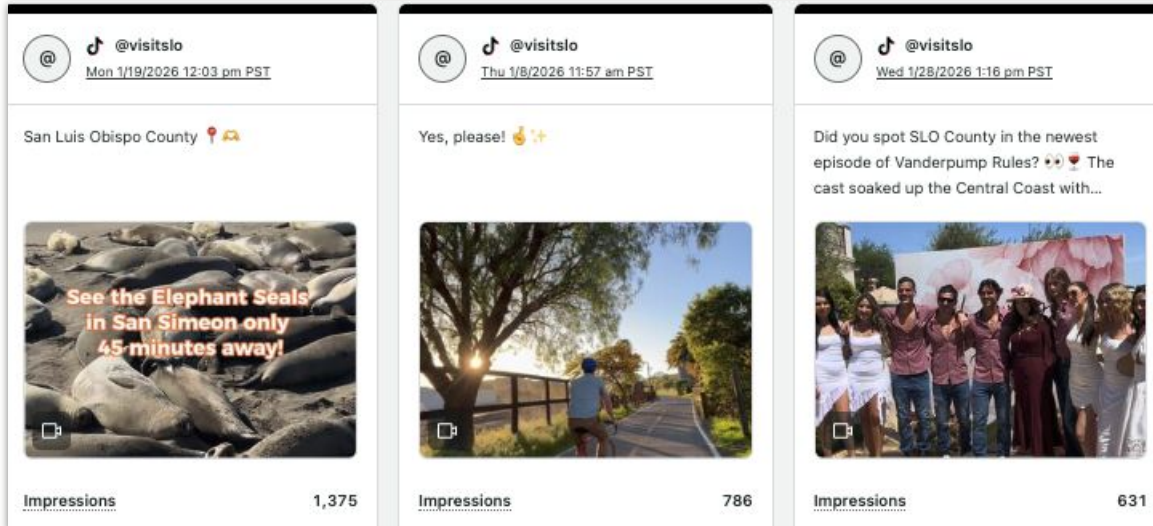 @ @visitslo
Mon 1/19/2026 12:03 pm PST
San Luis Obispo County 📍🫶
See the Elephant Seals
in San Simeon only
45 minutes away!
Impressions 1,375
@ @visitslo
Thu 1/8/2026 11:57 am PST
Yes, please! 🤞✨
Impressions 786
@ @visitslo
Wed 1/28/2026 1:16 pm PST
Did you spot SLO County in the newest
episode of Vanderpump Rules? 👀🍷 The
cast soaked up the Central Coast with...
Impressions 631